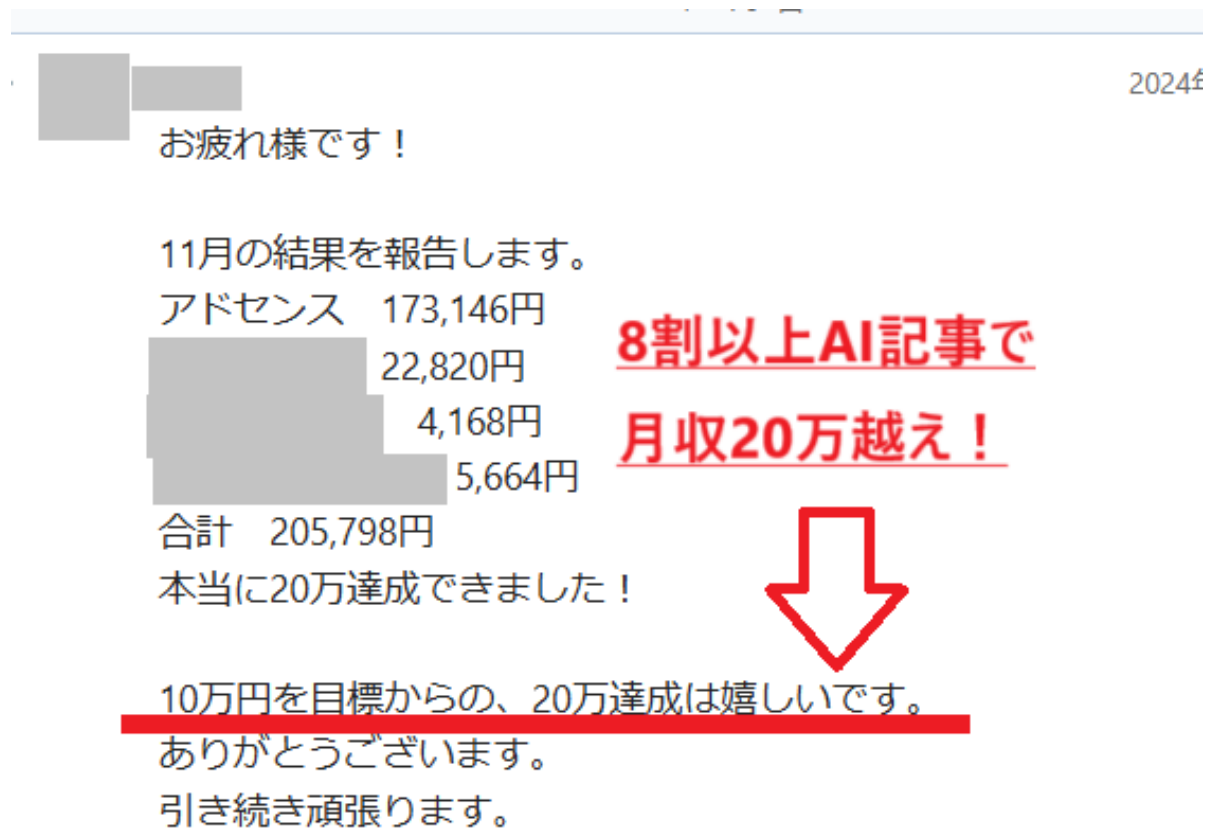 2024年
お疲れ様です！
11月の結果を報告します。
アドセンス　173,146円
22,820円
4,168円
5,664円
合計　205,798円
本当に20万達成できました！
8割以上AI記事で
月収20万越え！
10万円を目標からの、20万達成は嬉しいです。
ありがとうございます。
引き続き頑張ります。